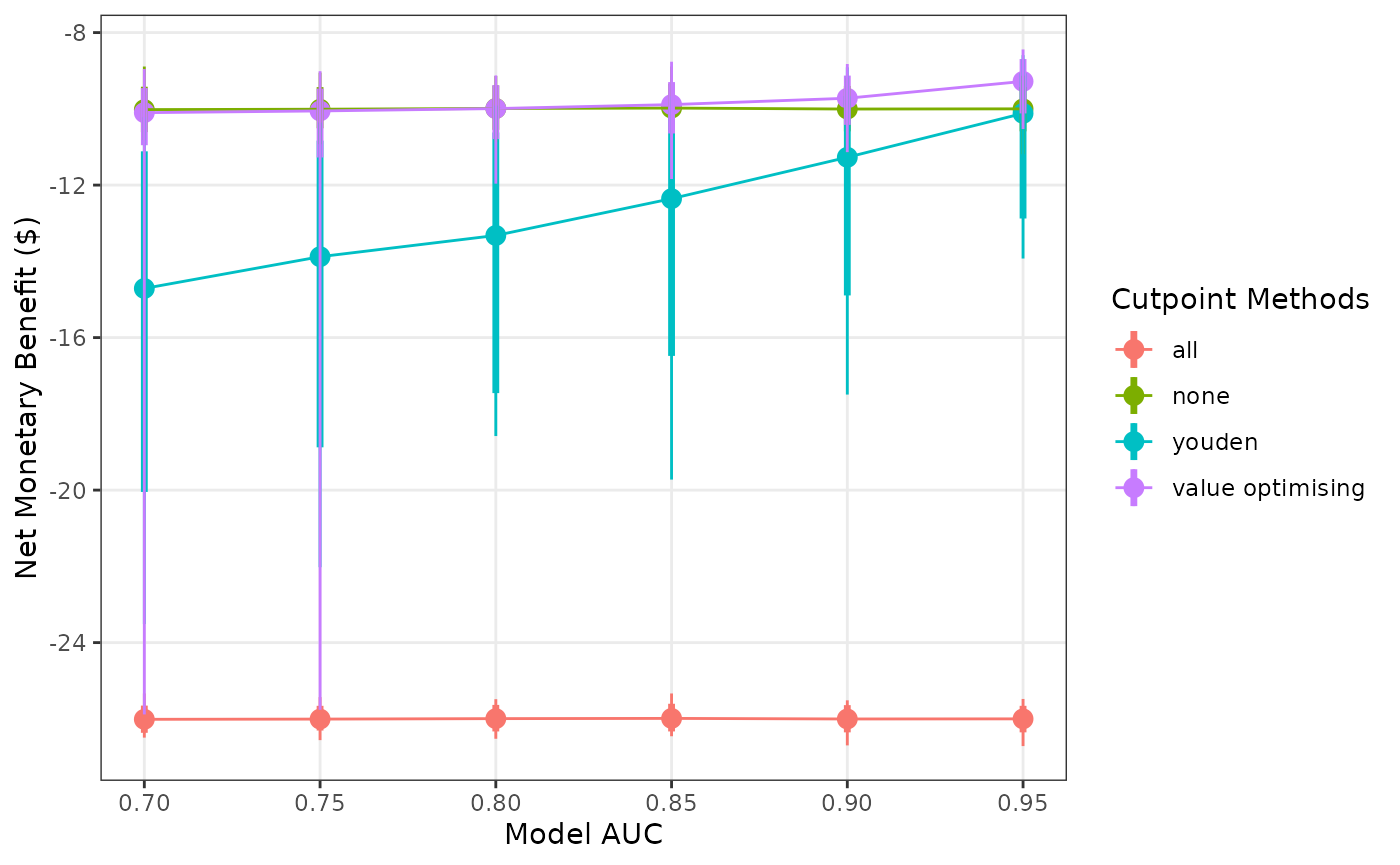 -8
-12
-16
-20
-24
Net Monetary Benefit ($)
0.70 0.75 0.80 0.85 0.90 0.95
Model AUC
Cutpoint Methods
all
none
youden
value optimising